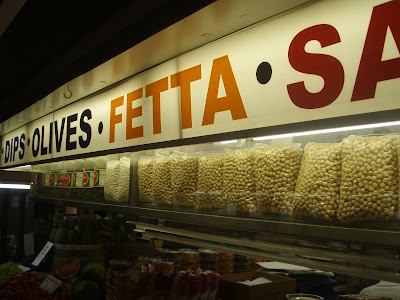 DIPS • OLIVES • FETTA • SA